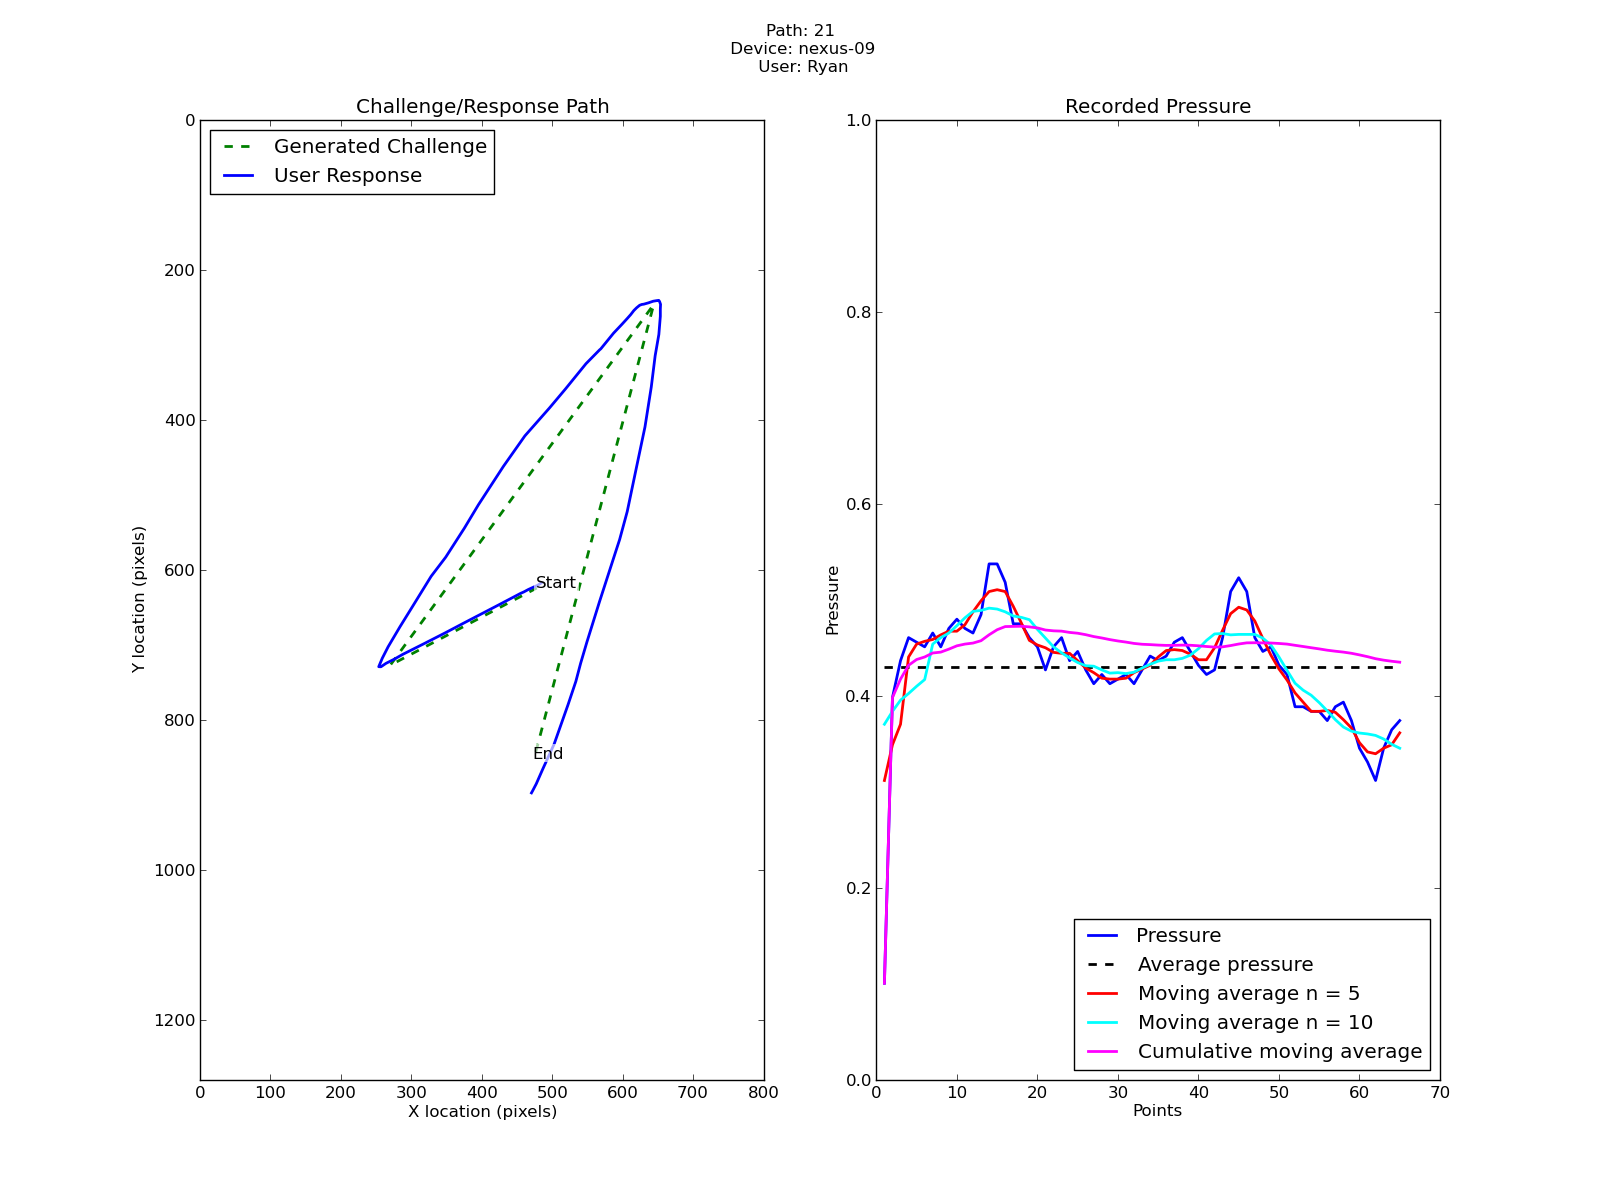 Path: 21
Device: nexus-09
User: Ryan
Challenge/Response Path
Generated Challenge
User Response
Start
End
0
200
400
600
800
1000
1200
Y location (pixels)
0 100 200 300 400 500 600 700 800
X location (pixels)
Recorded Pressure
1.0
0.8
0.6
0.4
0.2
0.0
Pressure
Pressure
Average pressure
Moving average n = 5
Moving average n = 10
Cumulative moving average
0 10 20 30 40 50 60 70
Points